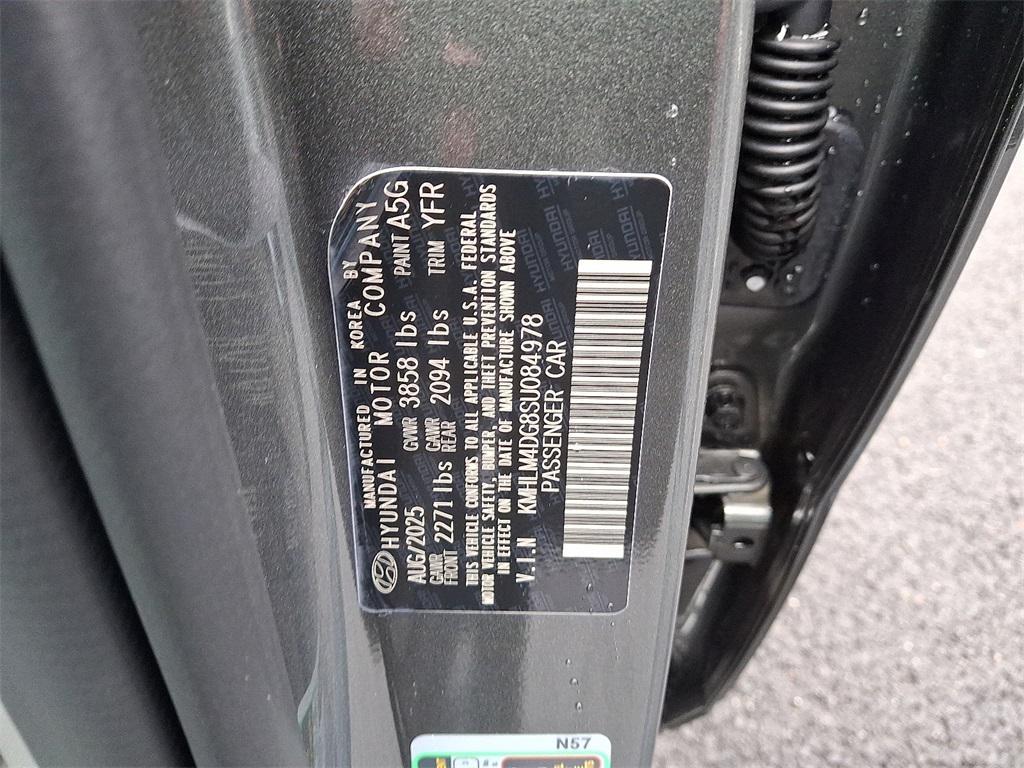 MANUFACTURED IN KOREA BY
HYUNDAI MOTOR COMPANY
AUG/2025 GVWR 3858 lbs PAINT A5G
GAWR FRONT 2271 lbs GAWR REAR 2094 lbs TRIM YFR
THIS VEHICLE CONFORMS TO ALL APPLICABLE U.S.A. FEDERAL
MOTOR VEHICLE SAFETY, BUMPER, AND THEFT PREVENTION STANDARDS
IN EFFECT ON THE DATE OF MANUFACTURE SHOWN ABOVE
V.I.N KMHLM4DG8SU084978
PASSENGER CAR
N57